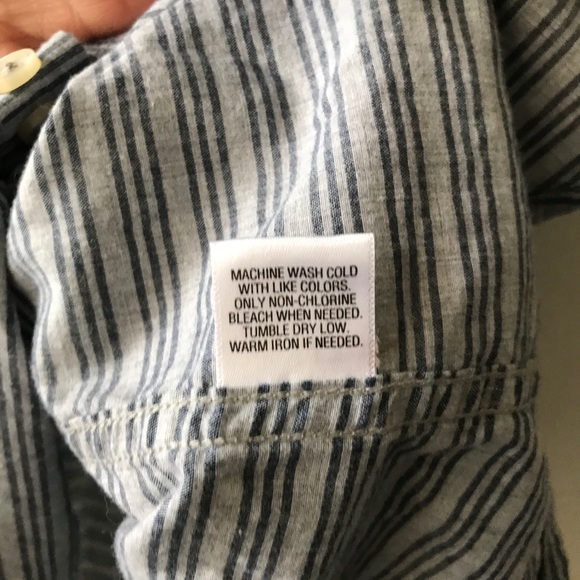 MACHINE WASH COLD
WITH LIKE COLORS.
ONLY NON-CHLORINE
BLEACH WHEN NEEDED.
TUMBLE DRY LOW.
WARM IRON IF NEEDED.